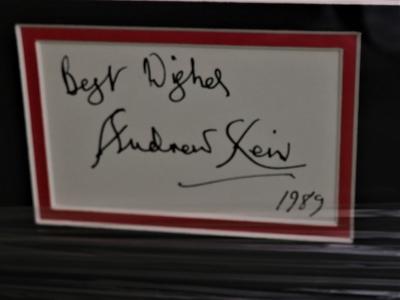 Best Wishes
Andrew Keir
1989